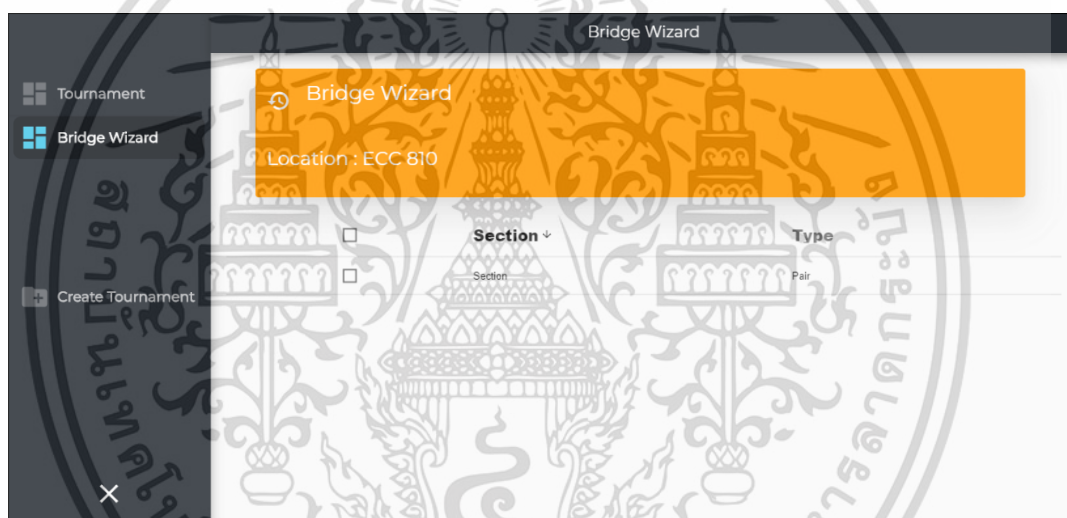 Bridge Wizard
Tournament
Bridge Wizard
Create Tournament
Bridge Wizard
Location : ECC 810
Section Type
Section Pair